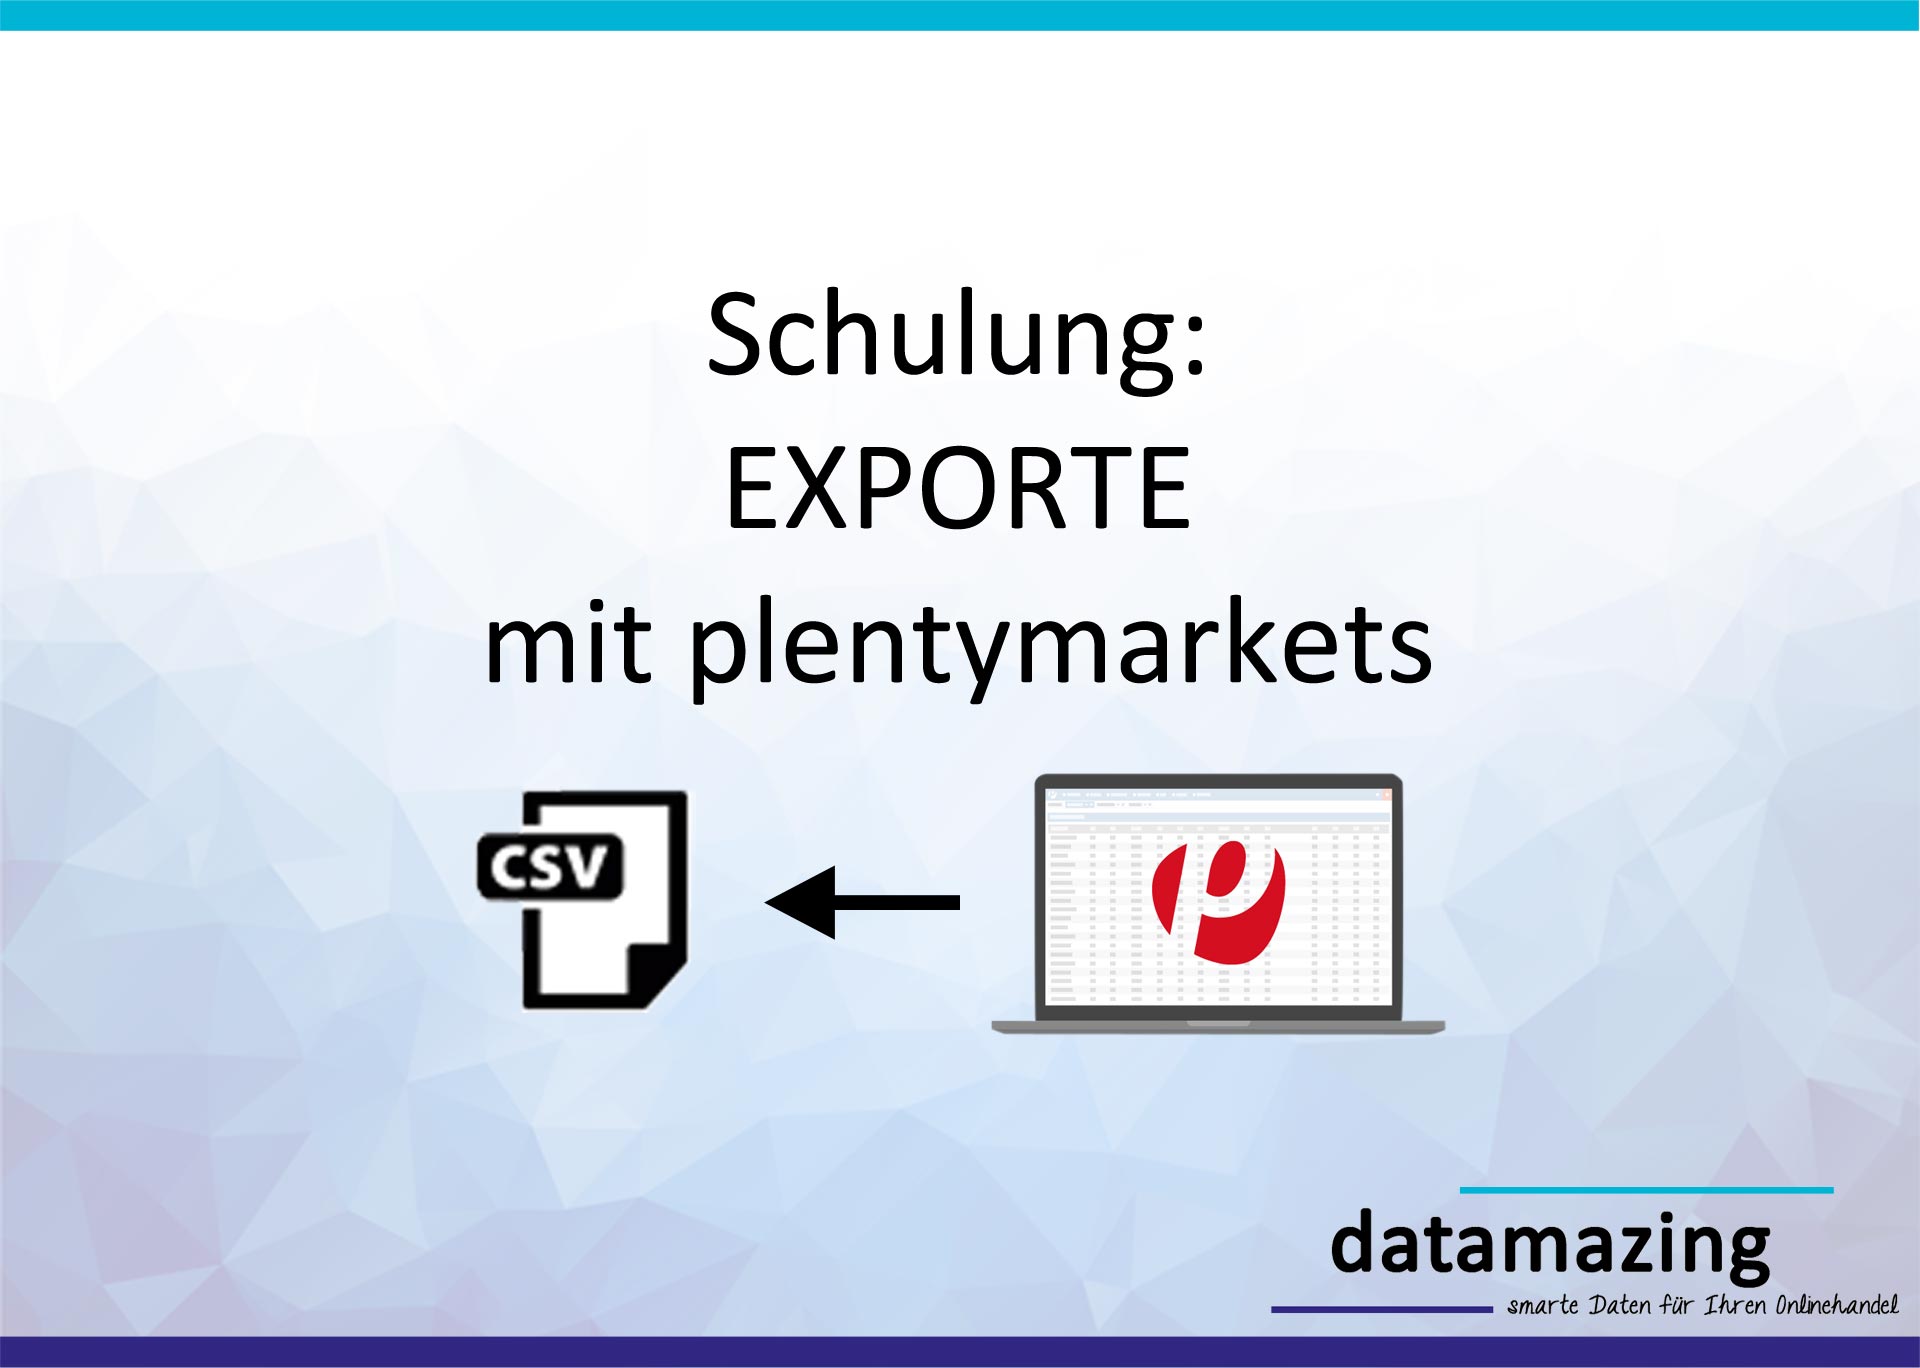 Schulung:
EXPORTE
mit plentymarkets
CSV
datamazing
smarte Daten für Ihren Onlinehandel